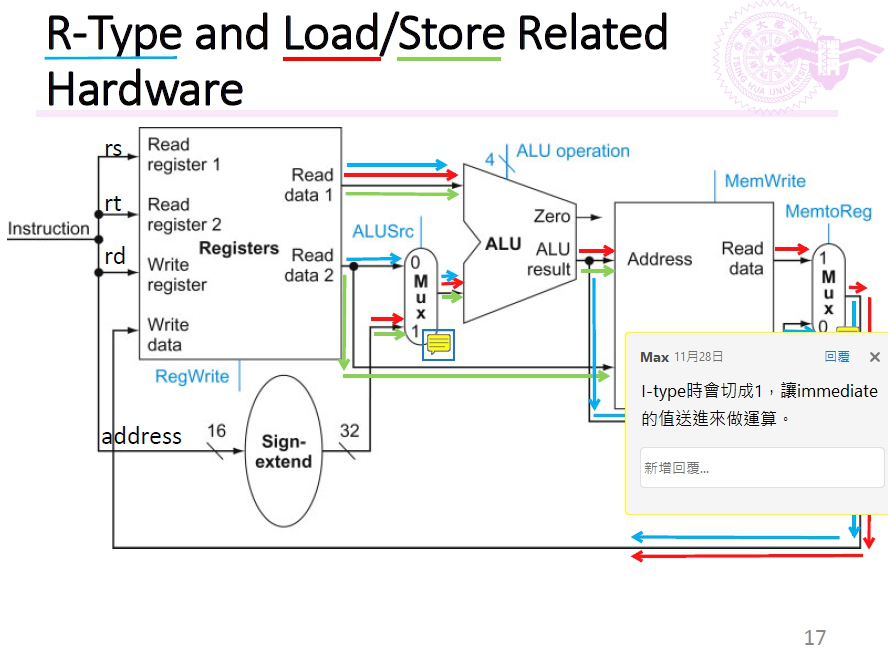 R-Type and Load/Store Related
Hardware
rs
Read
register 1
Read
data 1
4
ALU operation
MemWrite
MemtoReg
rt
Read
register 2
Instruction
Registers
ALUSrc
Zero
ALU
ALU
result
Address
Read
data
rd
Write
register
Read
data 2
0
M
u
x
1
1
M
u
x
0
Write
data
RegWrite
address
16
Sign-
extend
32
Max 11月28日
回覆
I-type時會切成1，讓immediate
的值送進來做運算。
新增回覆...
17